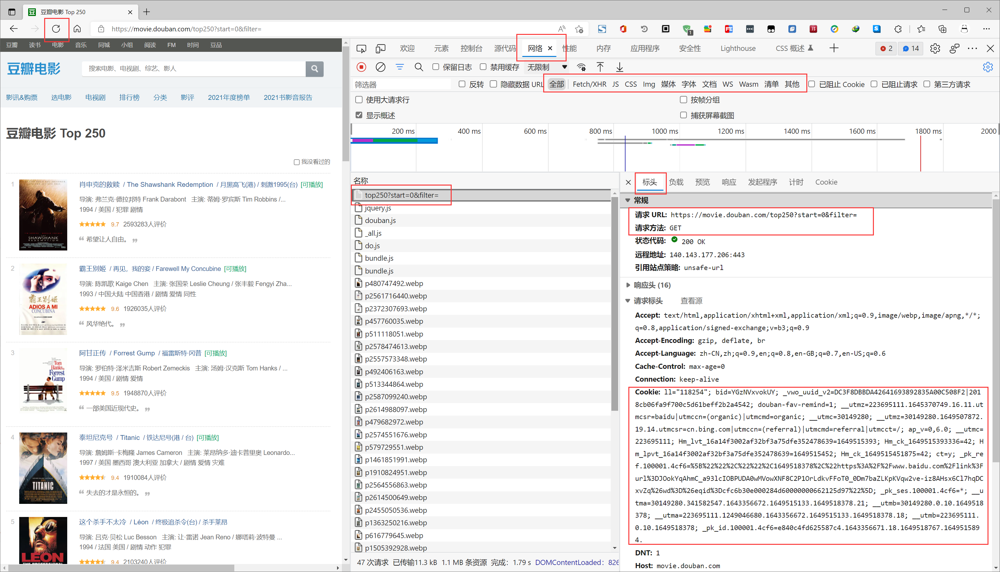 豆瓣电影 Top 250
https://movie.douban.com/top250?start=0&filter=
1
豆瓣 读书 电影 音乐 同城 小组 阅读 FM 时间 豆品
豆瓣电影
搜索电影、电视剧、综艺、影人
影讯&购票 选电影 电视剧 排行榜 分类 影评 2021年度榜单 2021书影音报告
豆瓣电影 Top 250
我没看过的
1
肖申克的救赎 / The Shawshank Redemption / 月黑高飞(港) / 刺激1995(台) [可播放]
导演: 弗兰克·德拉邦特 Frank Darabont 主演: 蒂姆·罗宾斯 Tim Robbins /...
1994 / 美国 / 犯罪 剧情
9.7 2593283人评价
“ 希望让人自由。 ”
SHAWSHANK
2
霸王别姬 / 再见，我的妾 / Farewell My Concubine [可播放]
导演: 陈凯歌 Kaige Chen 主演: 张国荣 Leslie Cheung / 张丰毅 Fengyi Zha...
1993 / 中国大陆 中国香港 / 剧情 爱情 同性
9.6 1926035人评价
“ 风华绝代。 ”
霸王别姬
ADIOS A MI
CONCUBINA
3
阿甘正传 / Forrest Gump / 福雷斯特·冈普 [可播放]
导演: 罗伯特·泽米吉斯 Robert Zemeckis 主演: 汤姆·汉克斯 Tom Hanks / ...
1994 / 美国 / 剧情 爱情
9.5 1948870人评价
“ 一部美国近现代史。 ”
Tom
Hanks
Forrest
Gump
4
泰坦尼克号 / Titanic / 铁达尼号(港 / 台) [可播放]
导演: 詹姆斯·卡梅隆 James Cameron 主演: 莱昂纳多·迪卡普里奥 Leonardo...
1997 / 美国 墨西哥 澳大利亚 加拿大 / 剧情 爱情 灾难
9.4 1910084人评价
“ 失去的才是永恒的。 ”
TITANIC
5
这个杀手不太冷 / Léon / 终极追杀令(台) / 杀手莱昂
导演: 吕克·贝松 Luc Besson 主演: 让·雷诺 Jean Reno / 娜塔莉·波特曼 ...
1994 / 法国 美国 / 剧情 动作 犯罪
9.4 2103240人评价
LEON
欢迎 元素 控制台 源代码 网络 性能 内存 应用程序 安全性 Lighthouse CSS 概述 2 14
保留日志 禁用缓存 无限制
筛选器 反转 隐藏数据 URL 全部 Fetch/XHR JS CSS Img 媒体 字体 文档 WS Wasm 清单 其他 已阻止 Cookie 已阻止请求 第三方请求
使用大请求行 按帧分组
显示概述 捕获屏幕截图
200 ms 400 ms 600 ms 800 ms 1000 ms 1200 ms 1400 ms 1600 ms 1800 ms 2000
名称
top250?start=0&filter=
jquery.js
douban.js
_all.js
do.js
bundle.js
bundle.js
p480747492.webp
p2561716440.webp
p2372307693.webp
p457760035.webp
p511118051.webp
p2578474613.webp
p2557573348.webp
p492406163.webp
p513344864.webp
p2587099240.webp
p2614988097.webp
p479682972.webp
p2574551676.webp
p579729551.webp
p1461851991.webp
p1910824951.webp
p2564556863.webp
p2614500649.webp
p2455050536.webp
p1363250216.webp
p616779645.webp
p1505392928.webp
47 次请求 已传输11.3 kB 1.1 MB 条资源 完成：1.79 s DOMContentLoaded：826
标头 负载 预览 响应 发起程序 计时 Cookie
常规
请求 URL: https://movie.douban.com/top250?start=0&filter=
请求方法: GET
状态代码: 200 OK
远程地址: 140.143.177.206:443
引用站点策略: unsafe-url
响应头 (16)
请求标头 查看源
Accept: text/html,application/xhtml+xml,application/xml;q=0.9,image/webp,image/apng,*/*;
q=0.8,application/signed-exchange;v=b3;q=0.9
Accept-Encoding: gzip, deflate, br
Accept-Language: zh-CN,zh;q=0.9,en;q=0.8,en-GB;q=0.7,en-US;q=0.6
Cache-Control: max-age=0
Connection: keep-alive
Cookie: ll="118254"; bid=YGzNVxvokUY; _vwo_uuid_v2=DC3F8DBBDA42641693892835A00C508F2|201
8cb06fa9f700c5d61beff2b2a4542; douban-fav-remind=1; __utmz=223695111.1645370749.16.11.ut
mcsr=baidu|utmccn=(organic)|utmcmd=organic; __utmc=30149280; __utmz=30149280.1649507872.
19.14.utmcsr=cn.bing.com|utmccn=(referral)|utmcmd=referral|utmcct=/; ap_v=0,6.0; __utmc=
223695111; Hm_lvt_16a14f3002af32bf3a75dfe352478639=1649515393; Hm_ck_1649515393336=42; H
m_lpvt_16a14f3002af32bf3a75dfe352478639=1649515452; Hm_ck_1649515451875=42; ct=y; _pk_re
f.100001.4cf6=%5B%22%22%2C%22%22%2C1649518378%2C%22https%3A%2F%2Fwww.baidu.com%2Flink%3F
url%3DJOokYqAhmC_a93lcIOBPUDA0wMVowXNF8C2P1OrLdkvFFoT0_0Dm7baZLKpKVqw2ve-iz8AHsx6Cl7hqDC
xvZq%26wd%3D%26eqid%3Dcfc6b30e000284d60000000662125d97%22%5D; _pk_ses.100001.4cf6=*; __u
tma=30149280.341582547.1643356672.1649515133.1649518378.21; __utmb=30149280.0.10.1649518
378; __utma=223695111.1249046680.1643356672.1649515133.1649518378.18; __utmb=223695111.
0.10.1649518378; _pk_id.100001.4cf6=e840c4fd625587c4.1643356671.18.1649518767.164951589
4.
DNT: 1
Host: movie.douban.com